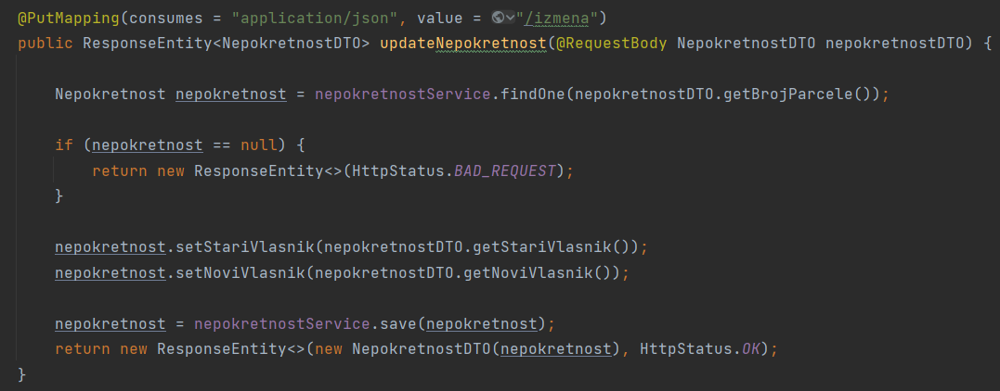 @PutMapping(consumes = "application/json", value = "/izmena")
public ResponseEntity<NepokretnostDTO> updateNepokretnost(@RequestBody NepokretnostDTO nepokretnostDTO) {
Nepokretnost nepokretnost = nepokretnostService.findOne(nepokretnostDTO.getBrojParcele());
if (nepokretnost == null) {
return new ResponseEntity<>(HttpStatus.BAD_REQUEST);
}
nepokretnost.setStariVlasnik(nepokretnostDTO.getStariVlasnik());
nepokretnost.setNoviVlasnik(nepokretnostDTO.getNoviVlasnik());
nepokretnost = nepokretnostService.save(nepokretnost);
return new ResponseEntity<>(new NepokretnostDTO(nepokretnost), HttpStatus.OK);
}